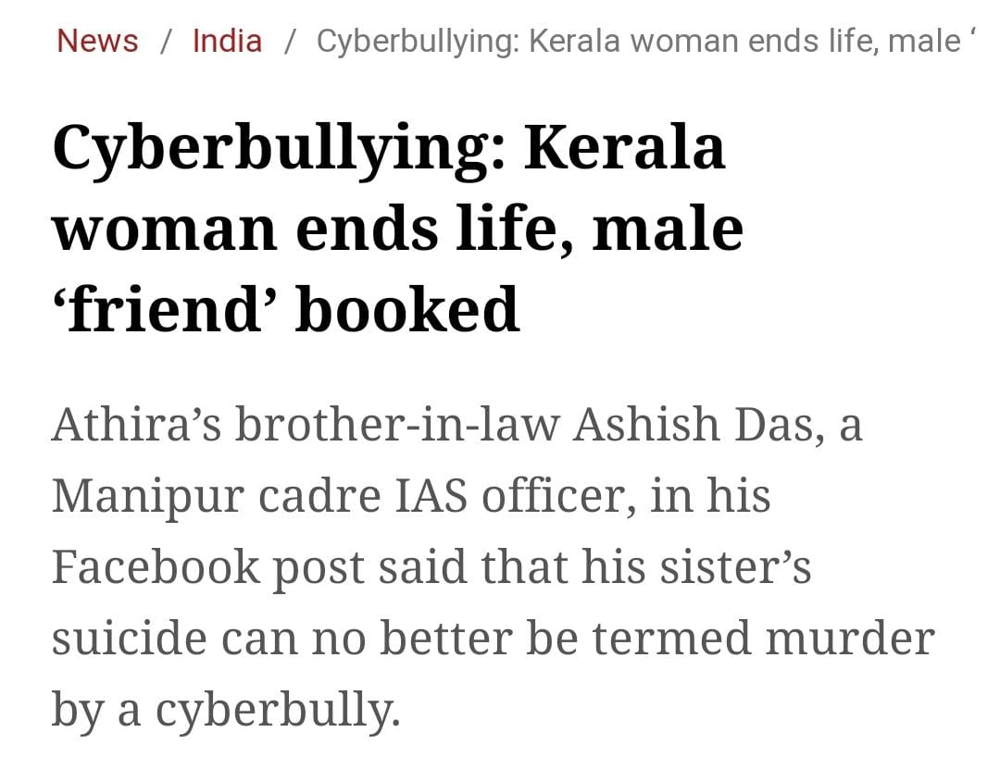 News / India / Cyberbullying: Kerala woman ends life, male ‘
Cyberbullying: Kerala
woman ends life, male
‘friend’ booked
Athira’s brother-in-law Ashish Das, a
Manipur cadre IAS officer, in his
Facebook post said that his sister’s
suicide can no better be termed murder
by a cyberbully.